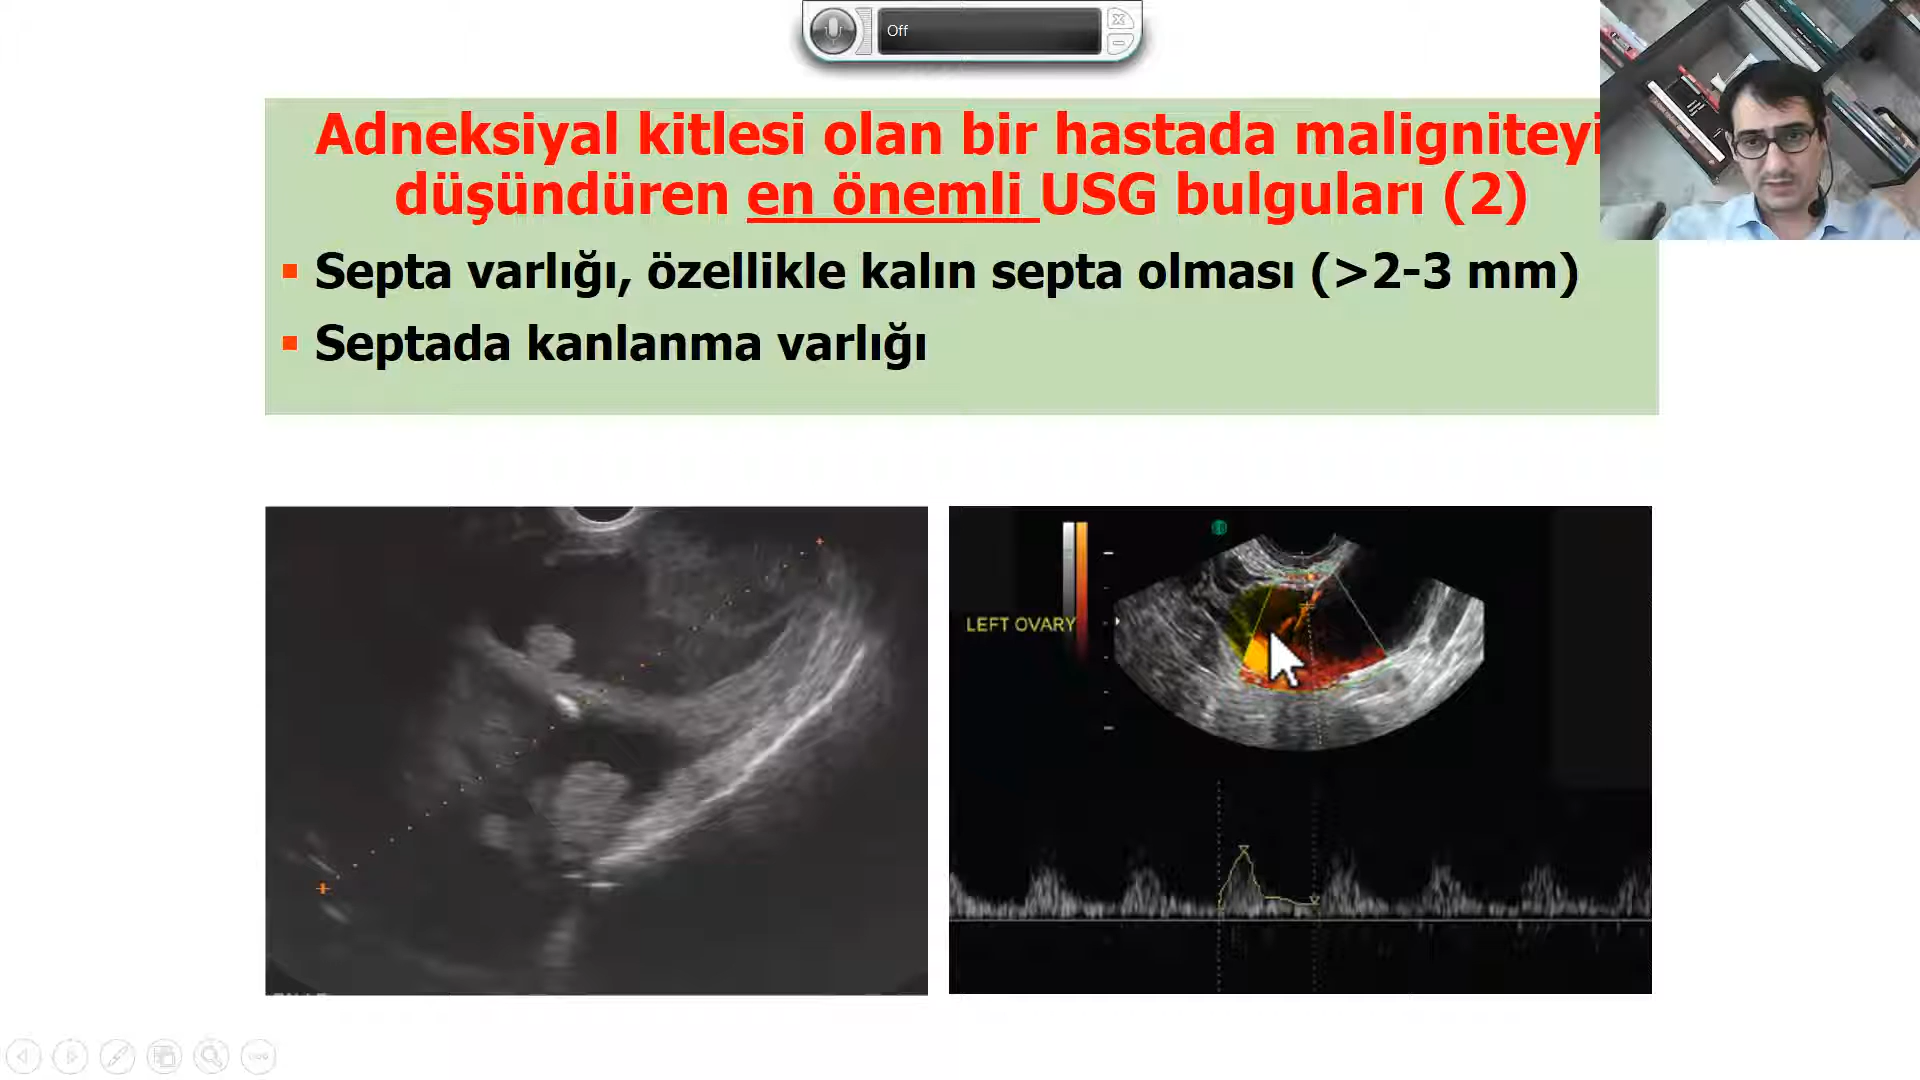 Off
Adneksiyal kitlesi olan bir hastada maligniteyi
düşündüren en önemli USG bulguları (2)
▪ Septa varlığı, özellikle kalın septa olması (>2-3 mm)
▪ Septada kanlanma varlığı
LEFT OVARY